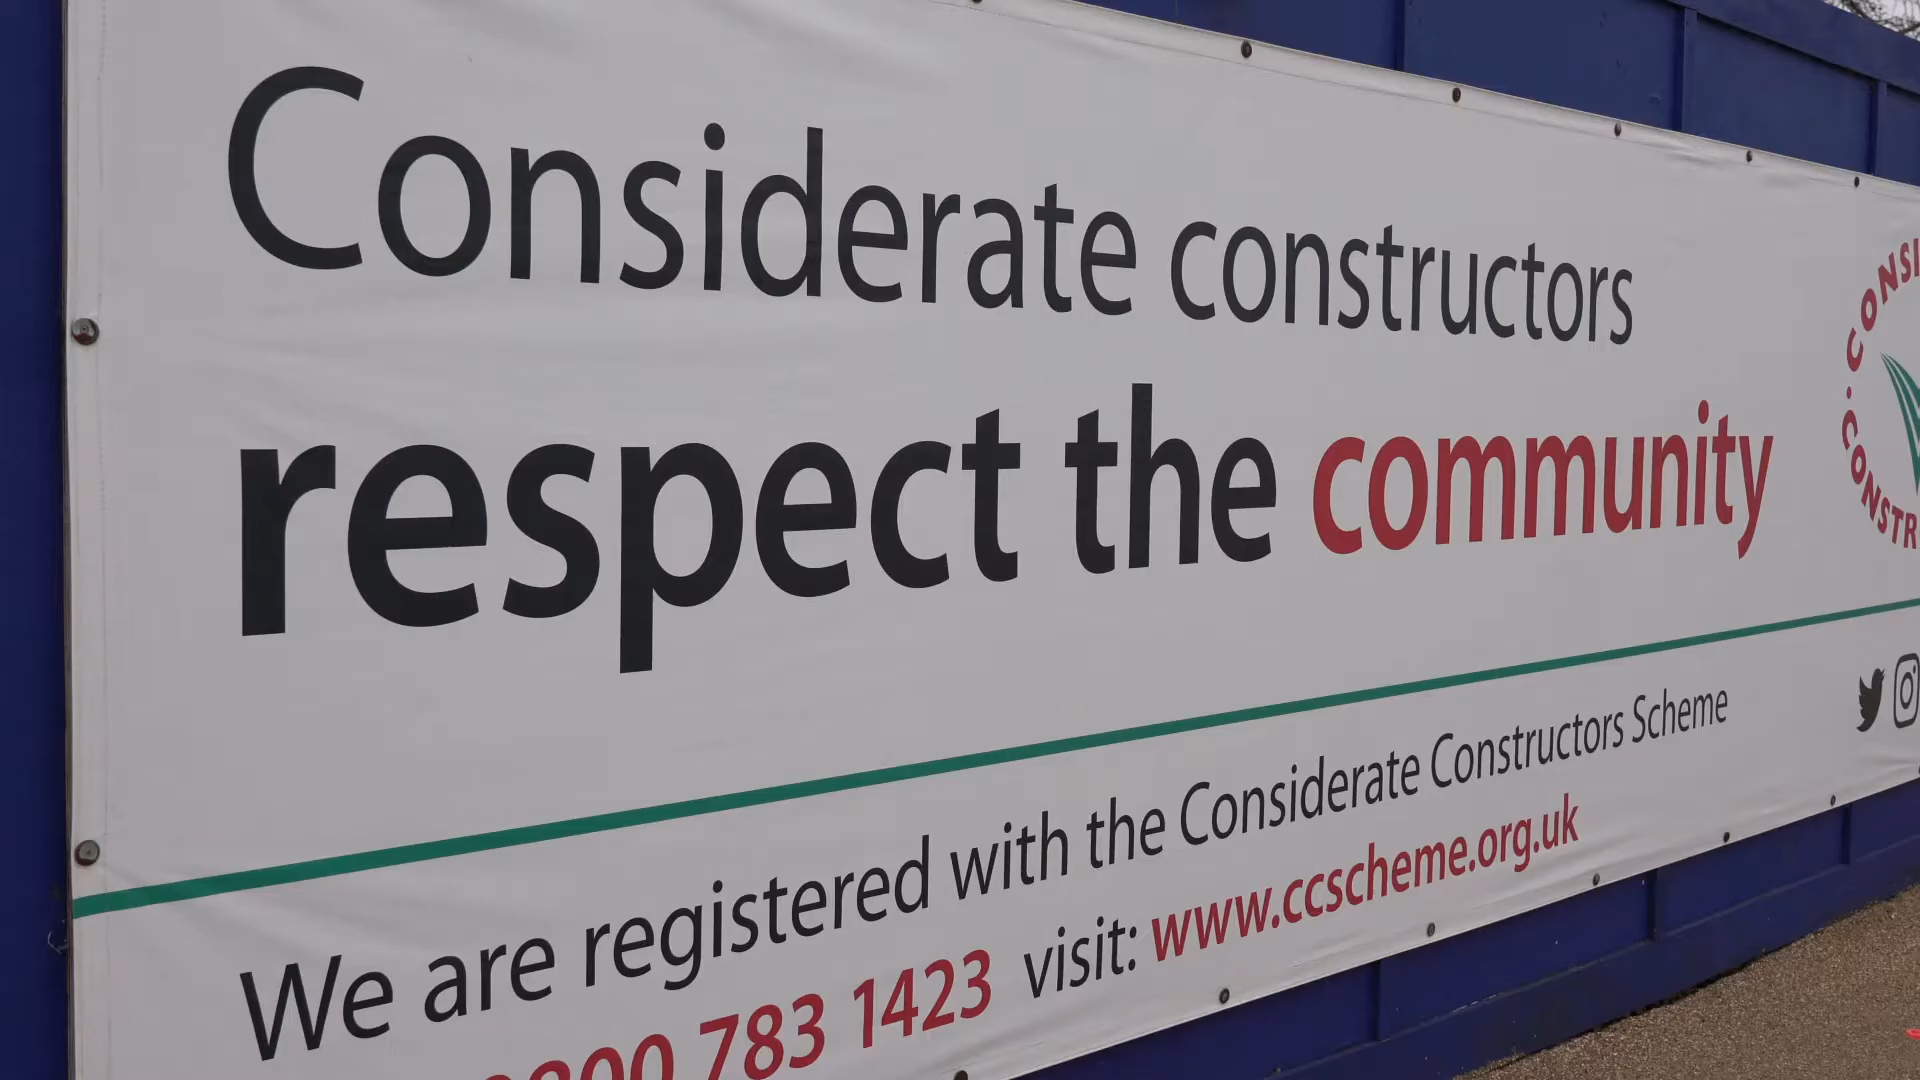 Considerate constructors
respect the community
We are registered with the Considerate Constructors Scheme
0800 783 1423 visit: www.ccscheme.org.uk